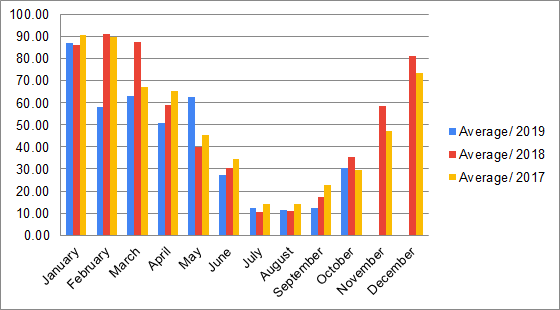 100.00
90.00
80.00
70.00
60.00
50.00
40.00
30.00
20.00
10.00
0.00
January
February
March
April
May
June
July
August
September
October
November
December
Average/ 2019
Average/ 2018
Average/ 2017